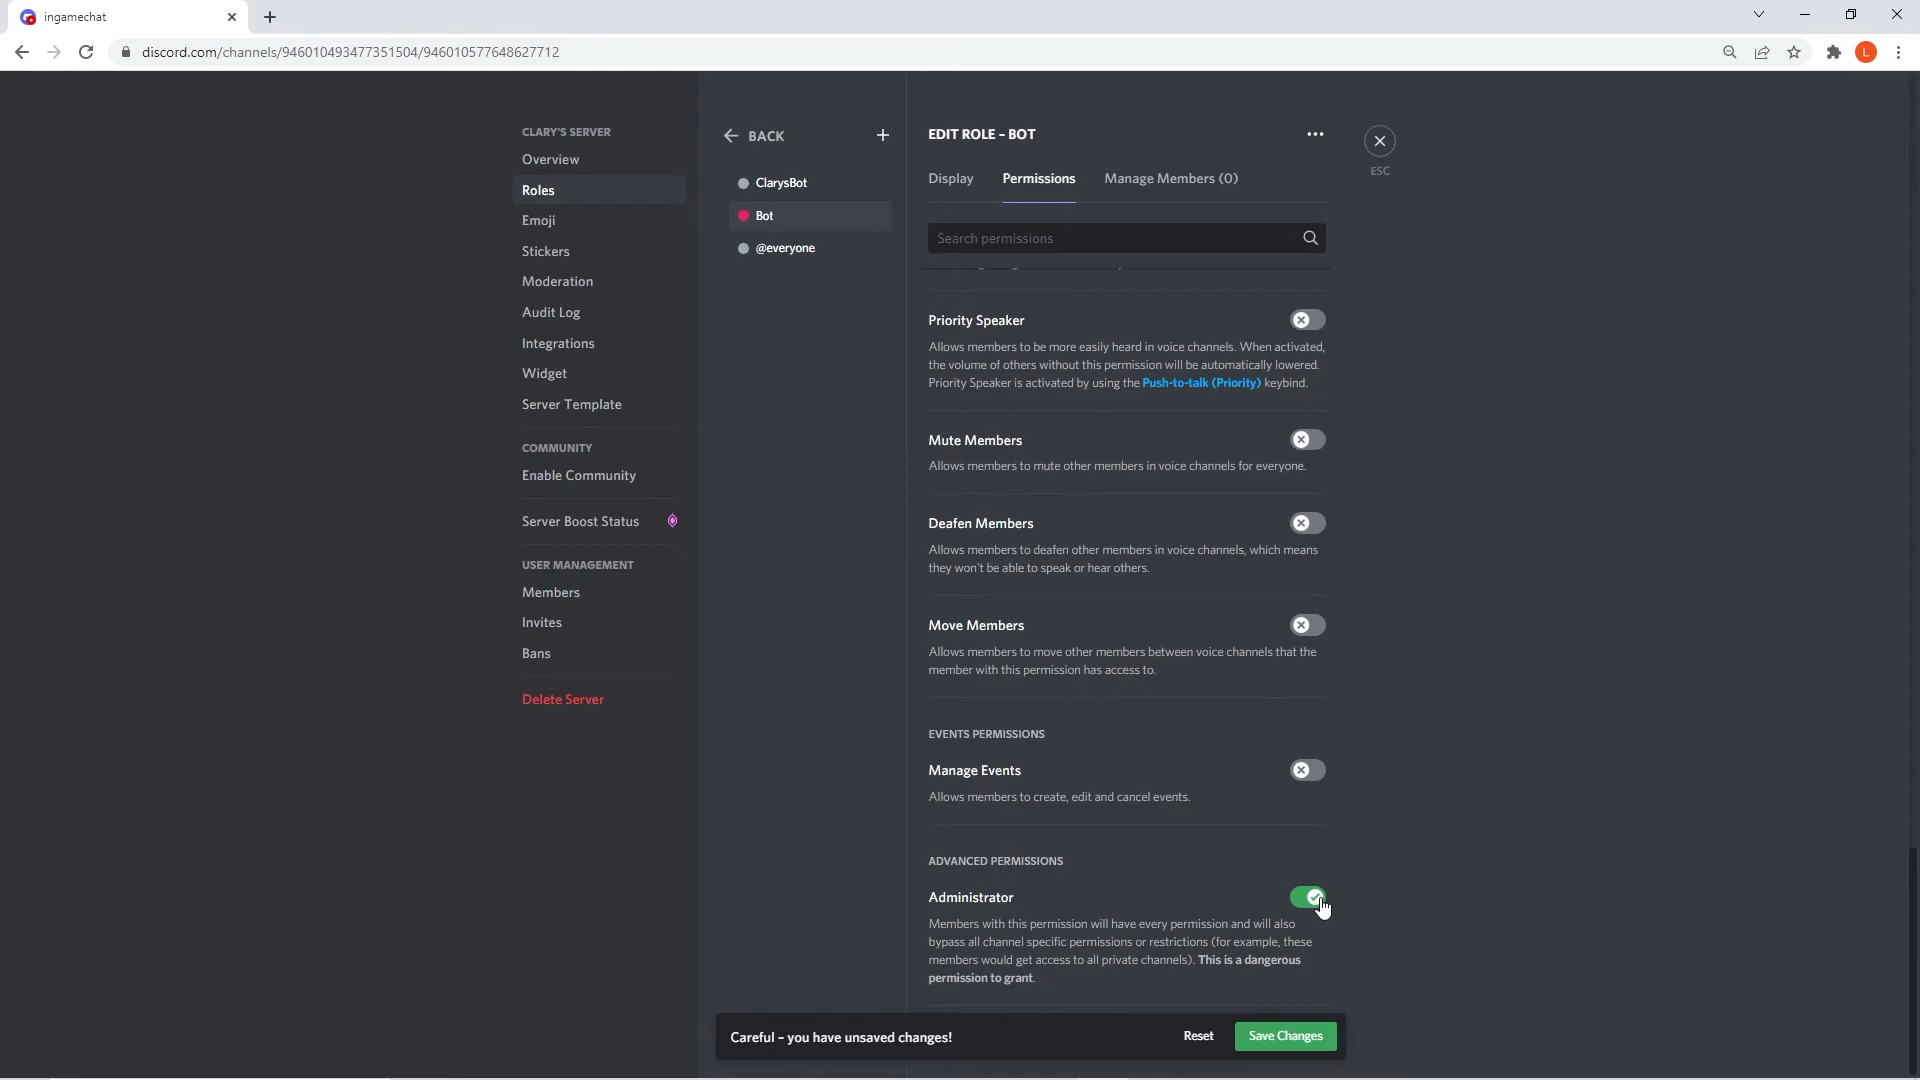 ingamechat
discord.com/channels/946010493477351504/946010577648627712
L
CLARY'S SERVER
Overview
Roles
Emoji
Stickers
Moderation
Audit Log
Integrations
Widget
Server Template
COMMUNITY
Enable Community
Server Boost Status
USER MANAGEMENT
Members
Invites
Bans
Delete Server
BACK
ClarysBot
Bot
@everyone
EDIT ROLE – BOT
ESC
Display Permissions Manage Members (0)
Search permissions
Priority Speaker
Allows members to be more easily heard in voice channels. When activated,
the volume of others without this permission will be automatically lowered.
Priority Speaker is activated by using the Push-to-talk (Priority) keybind.
Mute Members
Allows members to mute other members in voice channels for everyone.
Deafen Members
Allows members to deafen other members in voice channels, which means
they won't be able to speak or hear others.
Move Members
Allows members to move other members between voice channels that the
member with this permission has access to.
EVENTS PERMISSIONS
Manage Events
Allows members to create, edit and cancel events.
ADVANCED PERMISSIONS
Administrator
Members with this permission will have every permission and will also
bypass all channel specific permissions or restrictions (for example, these
members would get access to all private channels). This is a dangerous
permission to grant.
Careful – you have unsaved changes!
Reset
Save Changes